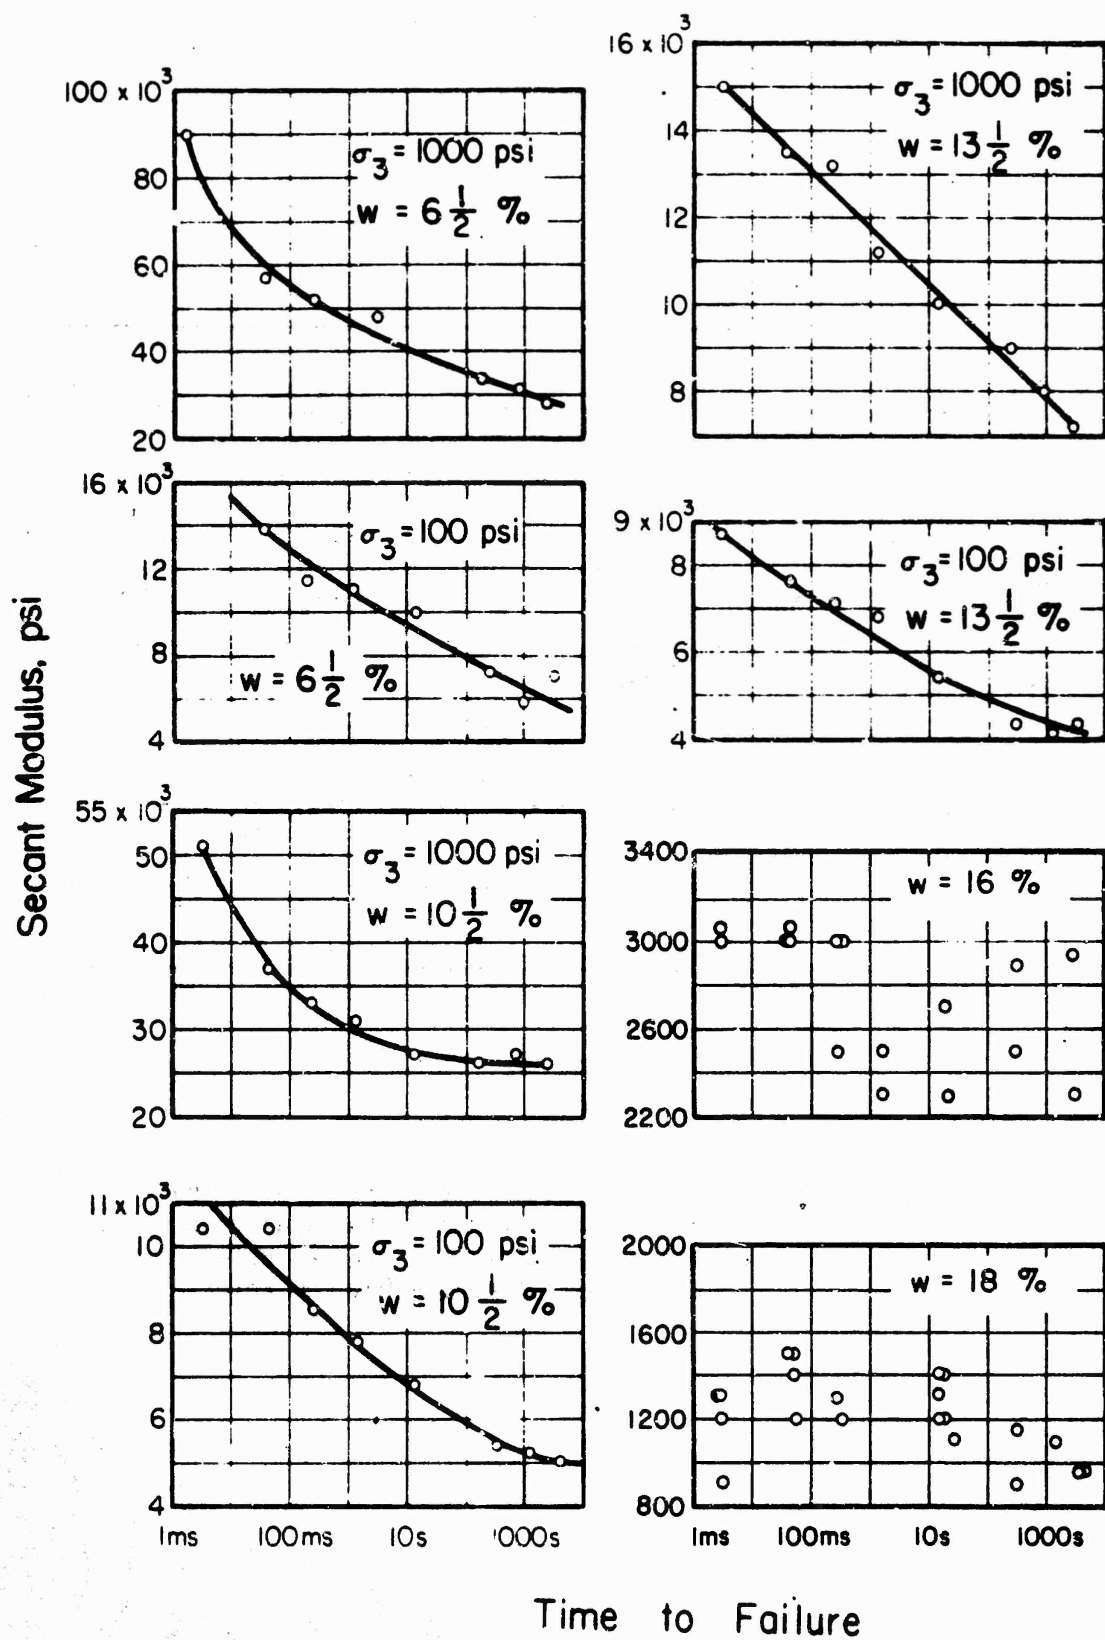 Secant Modulus, psi
100 x 10³
80
60
40
20
σ₃ = 1000 psi
w = 6 1/2 %
16 x 10³
12
8
4
σ₃ = 100 psi
w = 6 1/2 %
55 x 10³
50
40
30
20
σ₃ = 1000 psi
w = 10 1/2 %
11 x 10³
10
8
6
4
σ₃ = 100 psi
w = 10 1/2 %
1ms 100ms 10s 1000s
16 x 10³
14
12
10
8
σ₃ = 1000 psi
w = 13 1/2 %
9 x 10³
8
6
4
σ₃ = 100 psi
w = 13 1/2 %
3400
3000
2600
2200
w = 16 %
2000
1600
1200
800
w = 18 %
1ms 100ms 10s 1000s
Time to Failure